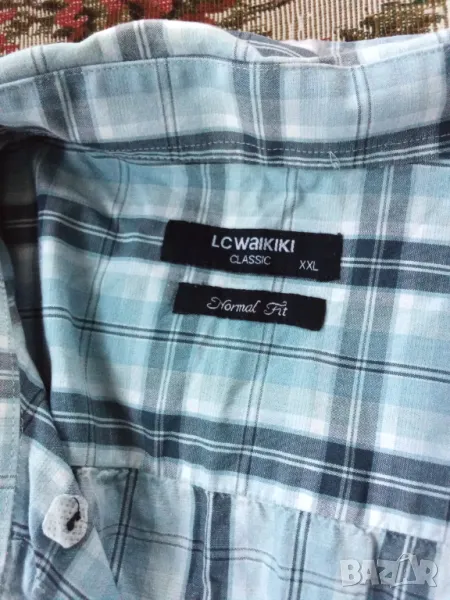 LC WAIKIKI
CLASSIC XXL
Normal Fit
BAZAR